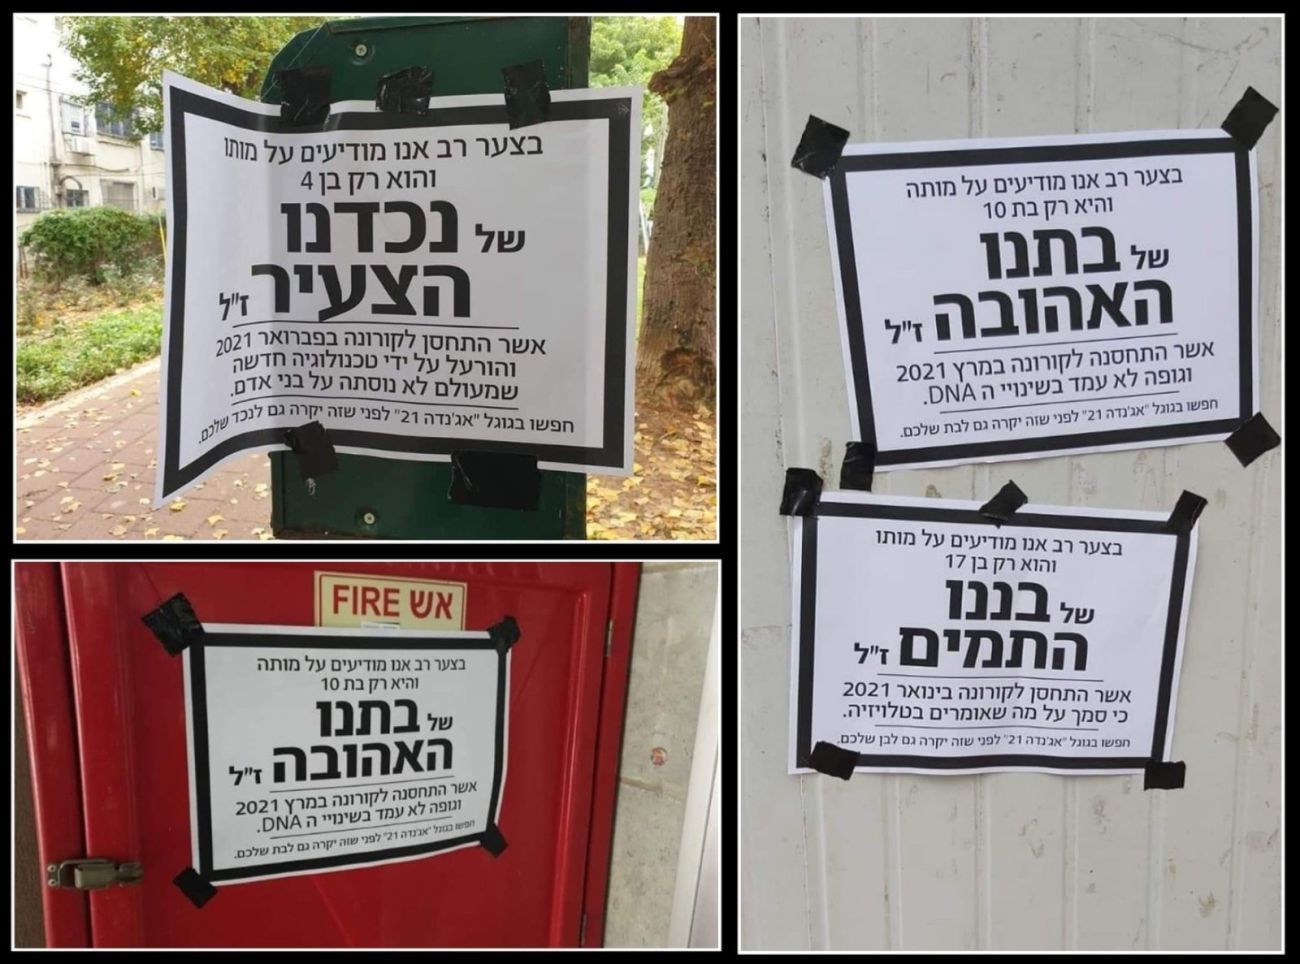 בצער רב אנו מודיעים על מותו
והוא רק בן 4
של נכדנו
הצעיר ז"ל
אשר התחסן לקורונה בפברואר 2021
והורעל על ידי טכנולוגיה חדשה
שמעולם לא נוסתה על בני אדם.
חפשו בגוגל "אג'נדה 21" לפני שזה יקרה גם לנכד שלכם.
אש FIRE
בצער רב אנו מודיעים על מותה
והיא רק בת 10
של בתנו
האהובה ז"ל
אשר התחסנה לקורונה במרץ 2021
וגופה לא עמד בשינויי ה DNA.
חפשו בגוגל "אג'נדה 21" לפני שזה יקרה גם לבת שלכם.
בצער רב אנו מודיעים על מותה
והיא רק בת 10
של בתנו
האהובה ז"ל
אשר התחסנה לקורונה במרץ 2021
וגופה לא עמד בשינויי ה DNA.
חפשו בגוגל "אג'נדה 21" לפני שזה יקרה גם לבת שלכם.
בצער רב אנו מודיעים על מותו
והוא רק בן 17
של בננו
התמים ז"ל
אשר התחסן לקורונה בינואר 2021
כי סמך על מה שאומרים בטלויזיה.
חפשו בגוגל "אג'נדה 21" לפני שזה יקרה גם לבן שלכם.